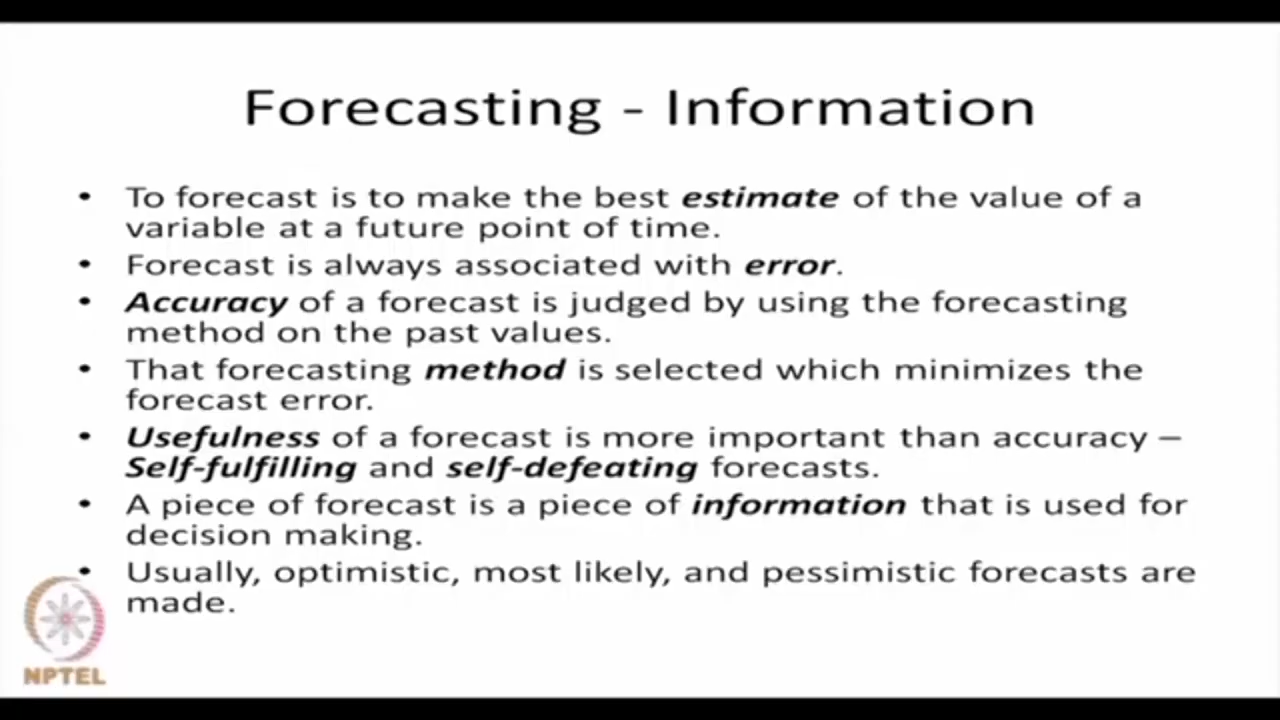 Forecasting - Information
• To forecast is to make the best estimate of the value of a
variable at a future point of time.
• Forecast is always associated with error.
• Accuracy of a forecast is judged by using the forecasting
method on the past values.
• That forecasting method is selected which minimizes the
forecast error.
• Usefulness of a forecast is more important than accuracy –
Self-fulfilling and self-defeating forecasts.
• A piece of forecast is a piece of information that is used for
decision making.
• Usually, optimistic, most likely, and pessimistic forecasts are
made.
NPTEL